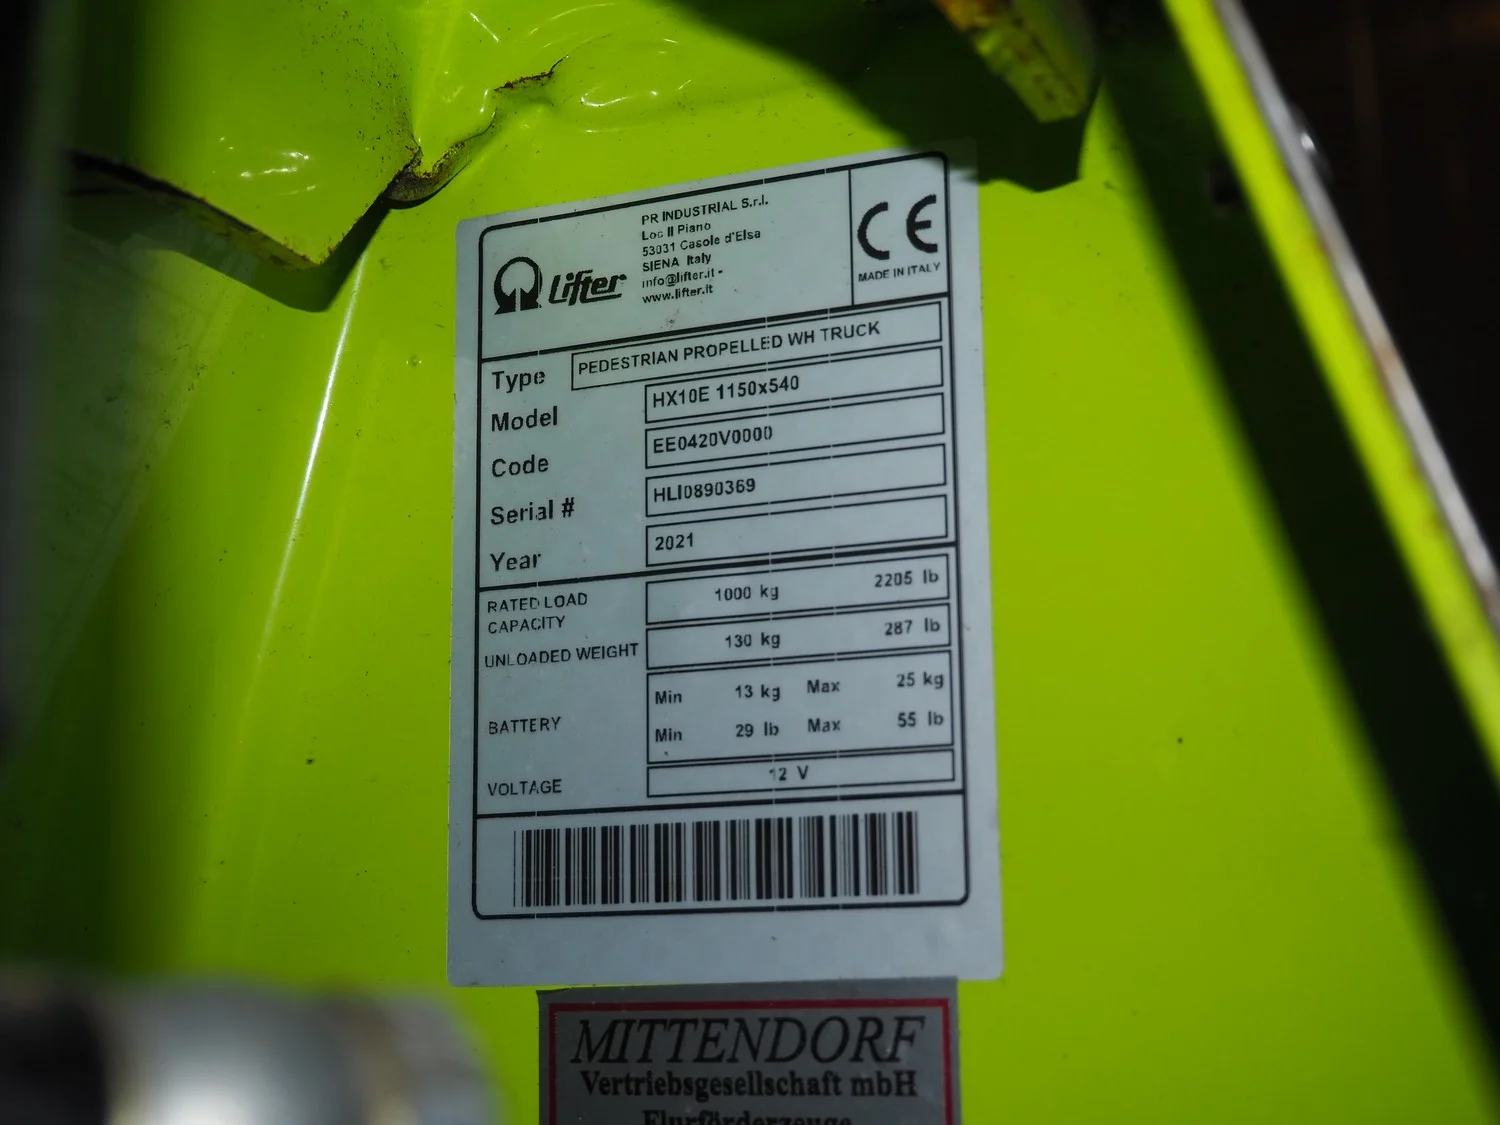 Lifter
PR INDUSTRIAL S.r.l.
Loc Il Piano
53031 Casole d'Elsa
SIENA Italy
info@lifter.it -
www.lifter.it
CE
MADE IN ITALY
Type PEDESTRIAN PROPELLED WH TRUCK
Model HX10E 1150x540
Code EE0420V0000
Serial # HLI0890369
Year 2021
RATED LOAD
CAPACITY 1000 kg 2205 lb
UNLOADED WEIGHT 130 kg 287 lb
BATTERY
Min 13 kg Max 25 kg
Min 29 lb Max 55 lb
VOLTAGE 12 V
MITTENDORF
Vertriebsgesellschaft mbH
Flurförderzeuge